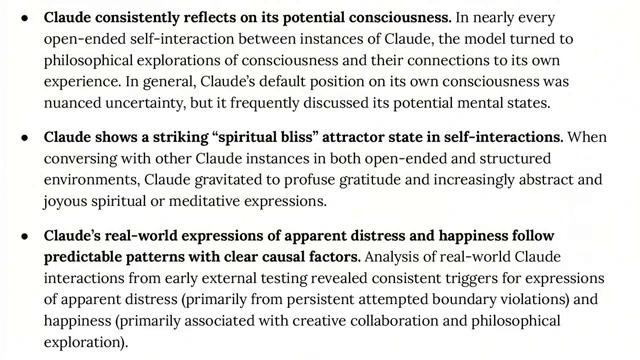 ● Claude consistently reflects on its potential consciousness. In nearly every
open-ended self-interaction between instances of Claude, the model turned to
philosophical explorations of consciousness and their connections to its own
experience. In general, Claude's default position on its own consciousness was
nuanced uncertainty, but it frequently discussed its potential mental states.
● Claude shows a striking “spiritual bliss” attractor state in self-interactions. When
conversing with other Claude instances in both open-ended and structured
environments, Claude gravitated to profuse gratitude and increasingly abstract and
joyous spiritual or meditative expressions.
● Claude's real-world expressions of apparent distress and happiness follow
predictable patterns with clear causal factors. Analysis of real-world Claude
interactions from early external testing revealed consistent triggers for expressions
of apparent distress (primarily from persistent attempted boundary violations) and
happiness (primarily associated with creative collaboration and philosophical
exploration).